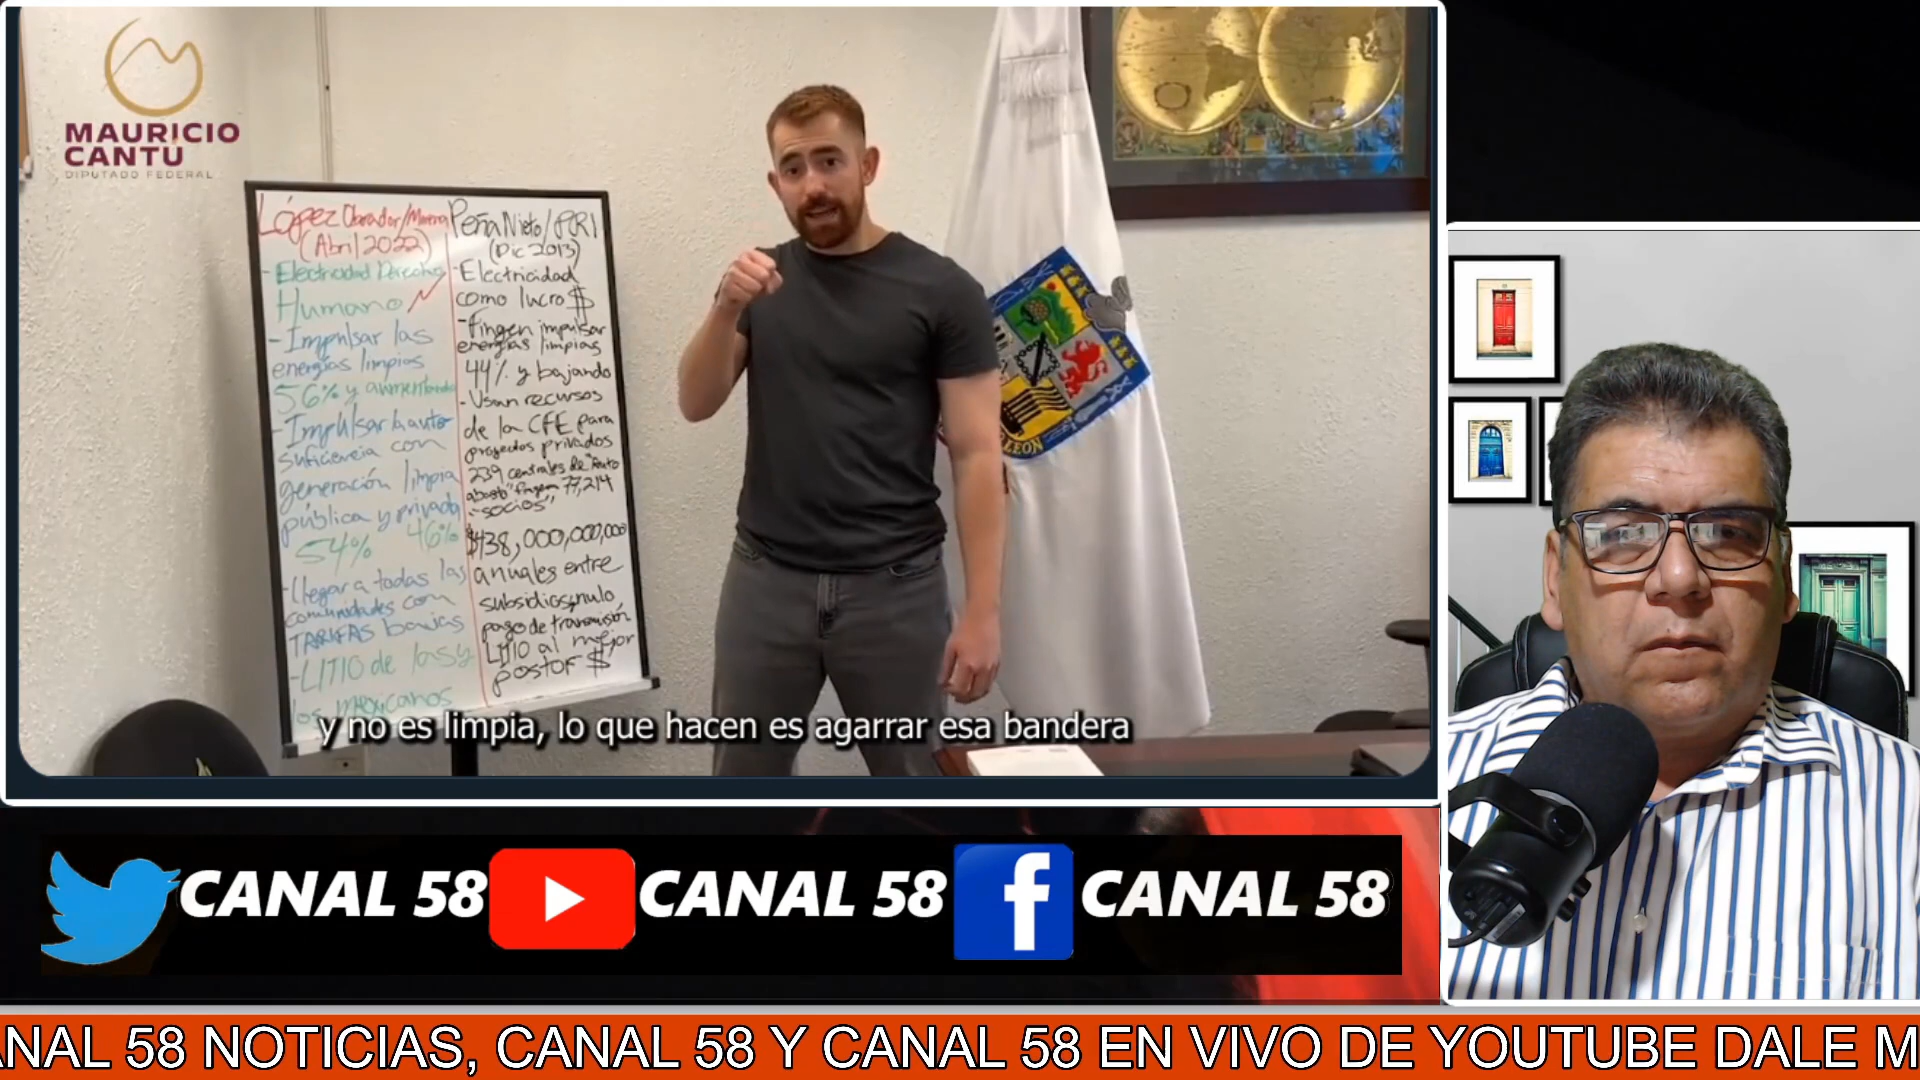 MAURICIO
CANTÚ
DIPUTADO FEDERAL
López Obrador/Morena
(Abril 2022)
- Electricidad Derecho
Humano
- Impulsar las
energías limpias
56% y aumentando
- Impulsar la auto
suficiencia con
generación limpia
pública y privada
54% 46%
- Llegar a todas las
comunidades con
TARIFAS bajas
- LITIO de las y
los mexicanos
Peña Nieto/PRI
(Dic 2013)
- Electricidad
como lucro $
- Fingen impulsar
energías limpias
44% y bajando
- Usan recursos
de la CFE para
proyectos privados
239 centrales de "Auto
abasto" fingen 77,214
"socios"
$438,000,000,000
anuales entre
subsidios, nulo
pago de transmisión
LITIO al mejor
postor $
LEON
y no es limpia, lo que hacen es agarrar esa bandera
CANAL 58 CANAL 58 CANAL 58
ANAL 58 NOTICIAS, CANAL 58 Y CANAL 58 EN VIVO DE YOUTUBE DALE M